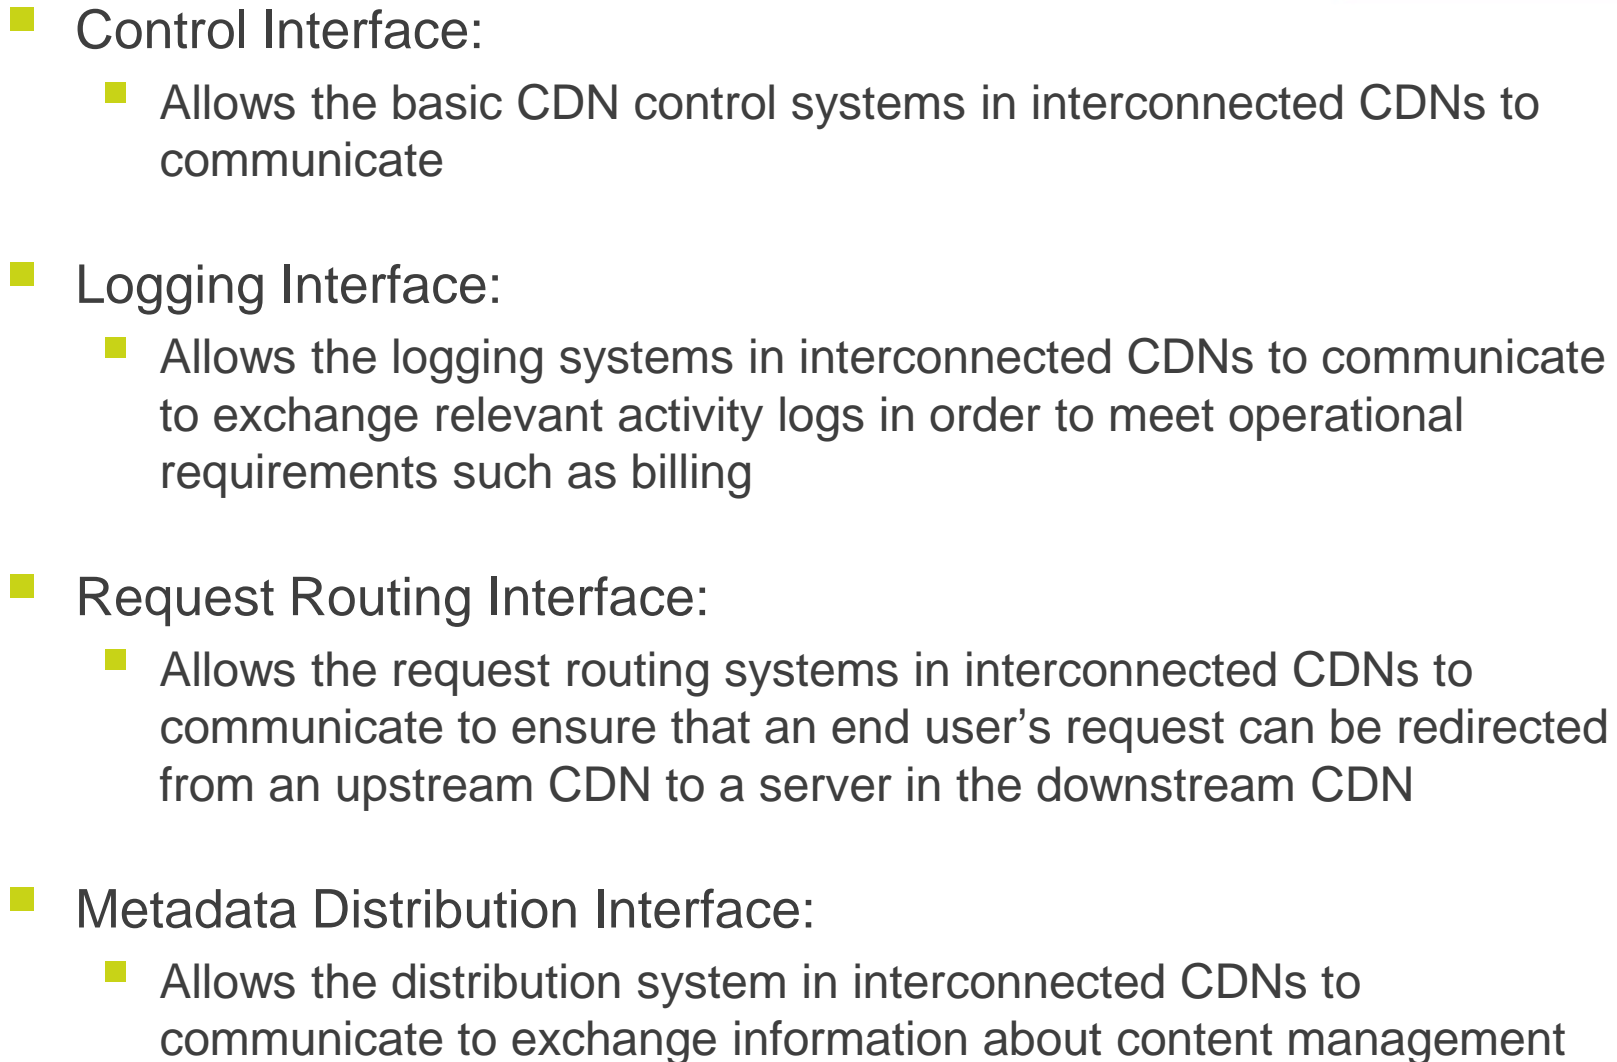 Control Interface:
Allows the basic CDN control systems in interconnected CDNs to
communicate
Logging Interface:
Allows the logging systems in interconnected CDNs to communicate
to exchange relevant activity logs in order to meet operational
requirements such as billing
Request Routing Interface:
Allows the request routing systems in interconnected CDNs to
communicate to ensure that an end user’s request can be redirected
from an upstream CDN to a server in the downstream CDN
Metadata Distribution Interface:
Allows the distribution system in interconnected CDNs to
communicate to exchange information about content management